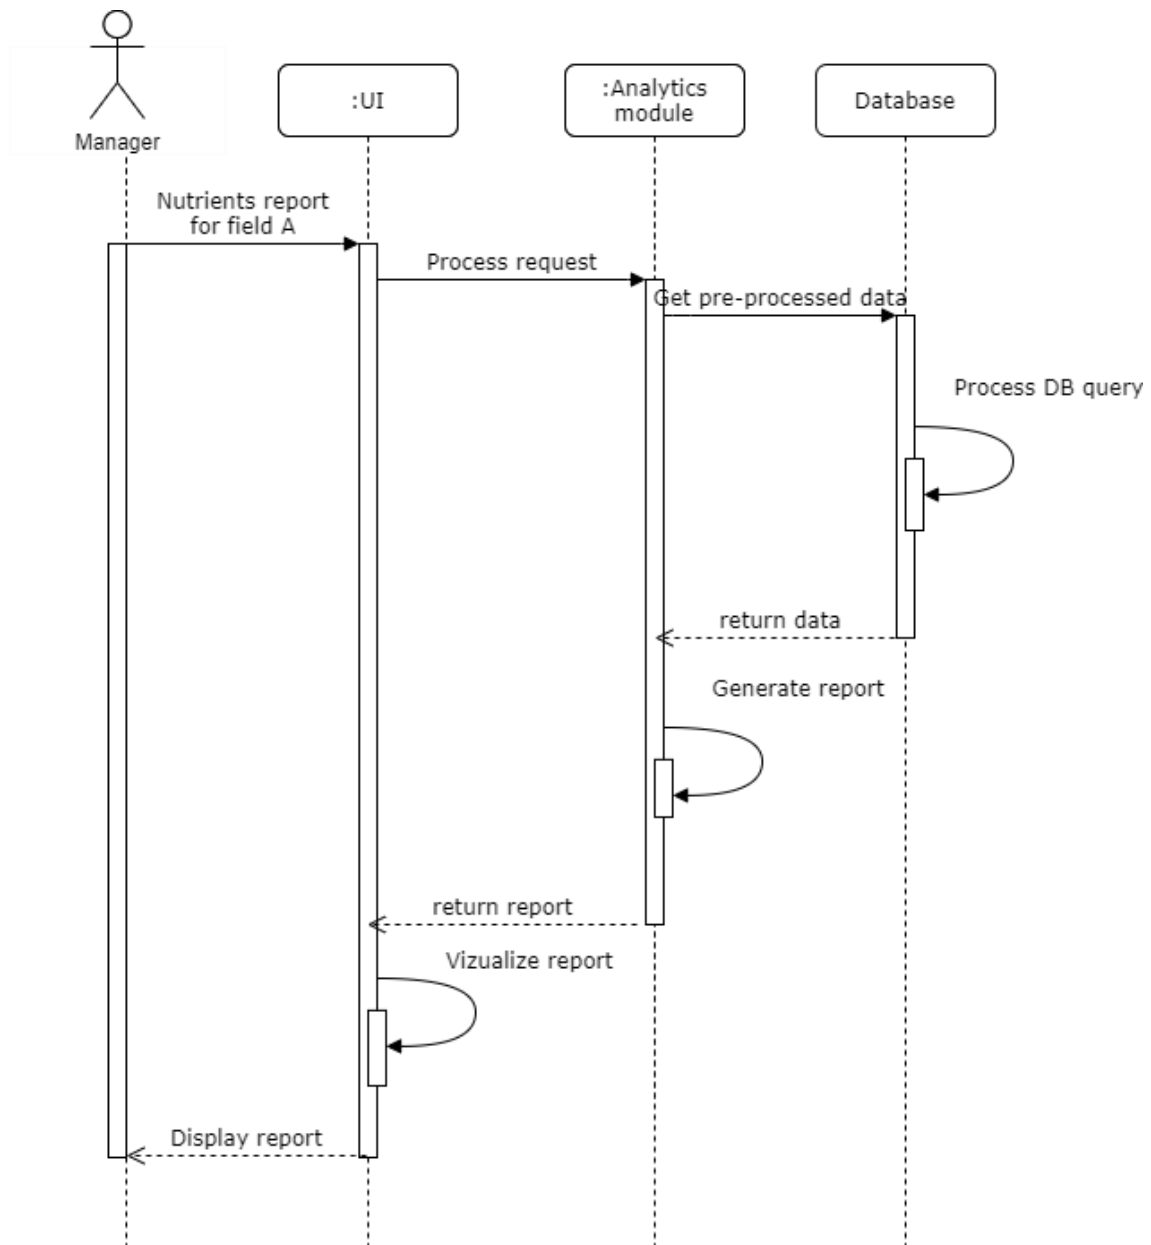 Manager
:UI
:Analytics
module
Database
Nutrients report
for field A
Process request
Get pre-processed data
Process DB query
return data
Generate report
return report
Vizualize report
Display report